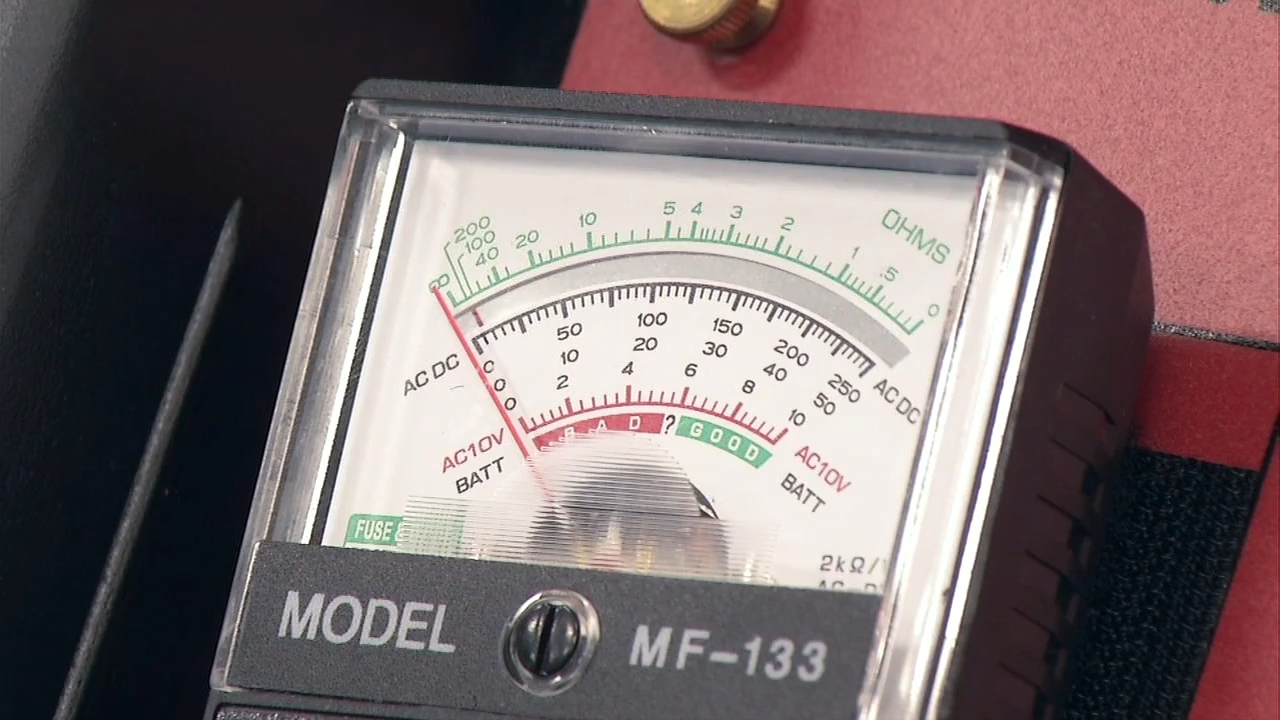 OHMS
∞ 200 100 40 20 10 5 4 3 2 1 .5 0
AC DC 0 50 100 150 200 250 AC DC
0 10 20 30 40 50
0 2 4 6 8 10
AC10V AC10V
BATT BAD ? GOOD BATT
FUSE
2kΩ/
MODEL MF-133